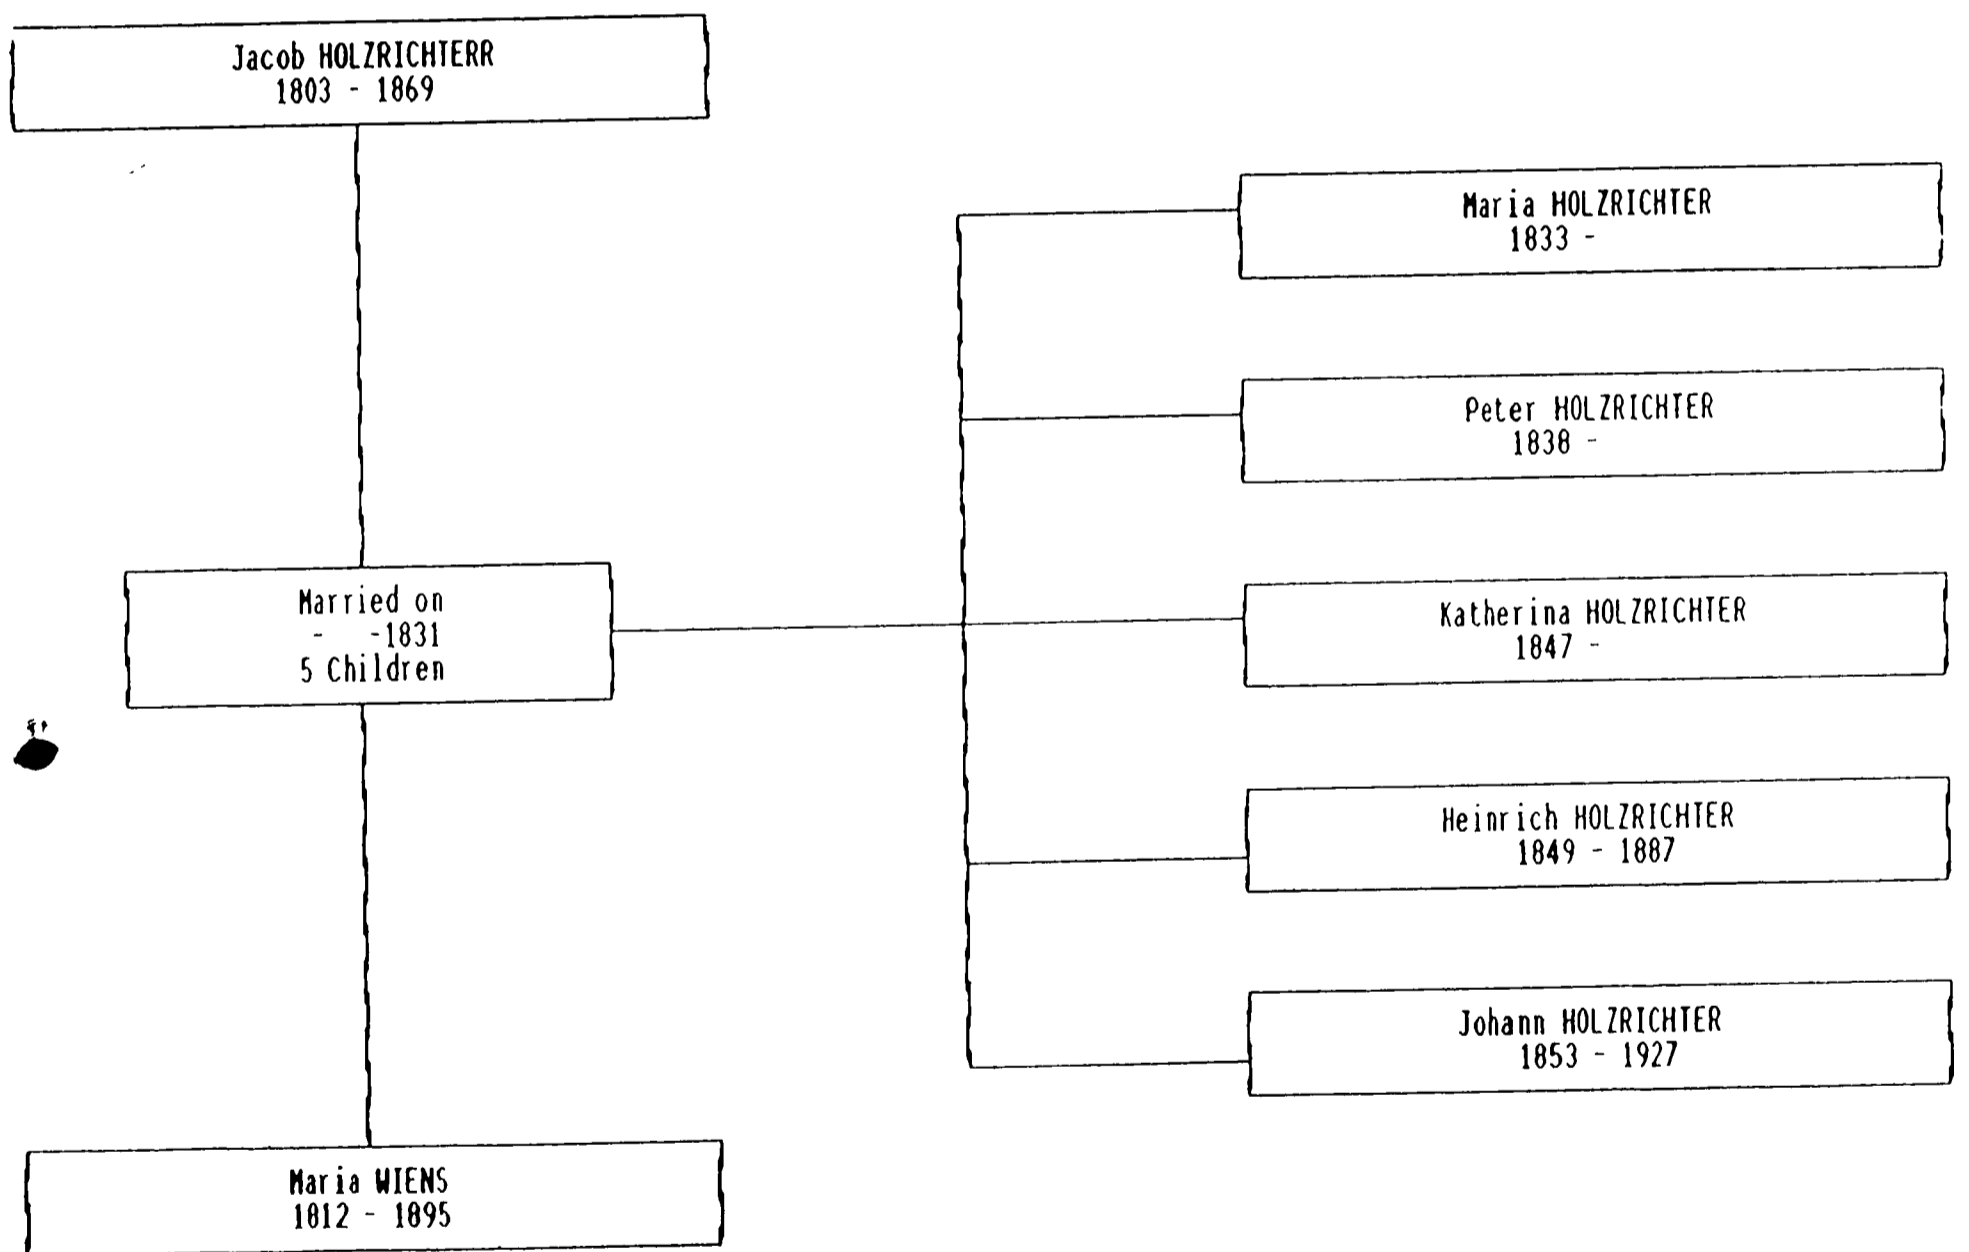 Jacob HOLZRICHTERR
1803 - 1869
Maria HOLZRICHTER
1833 -
Peter HOLZRICHTER
1838 -
Married on
-   -1831
5 Children
Katherina HOLZRICHTER
1847 -
Heinrich HOLZRICHTER
1849 - 1887
Johann HOLZRICHTER
1853 - 1927
Maria WIENS
1812 - 1895